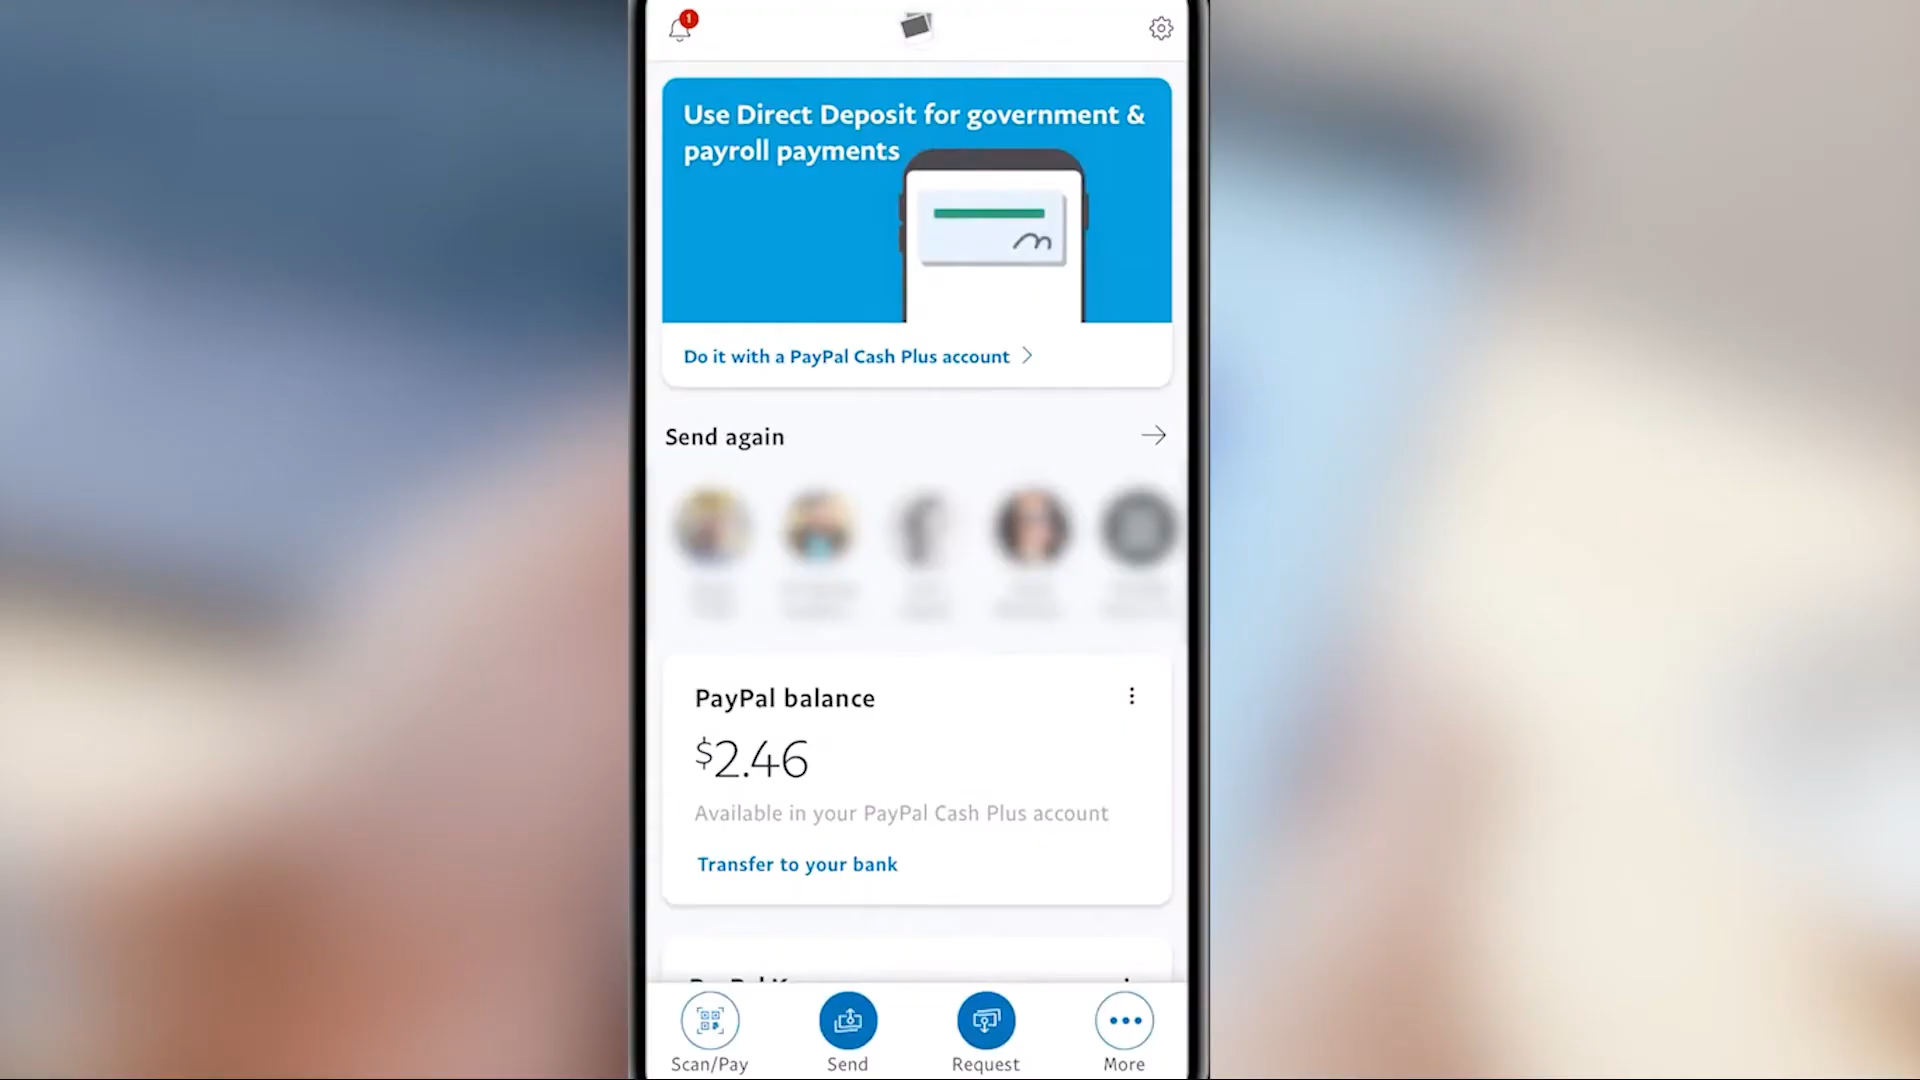 1
Use Direct Deposit for government &
payroll payments
Do it with a PayPal Cash Plus account
Send again
PayPal balance
$2.46
Available in your PayPal Cash Plus account
Transfer to your bank
Scan/Pay
Send
Request
More